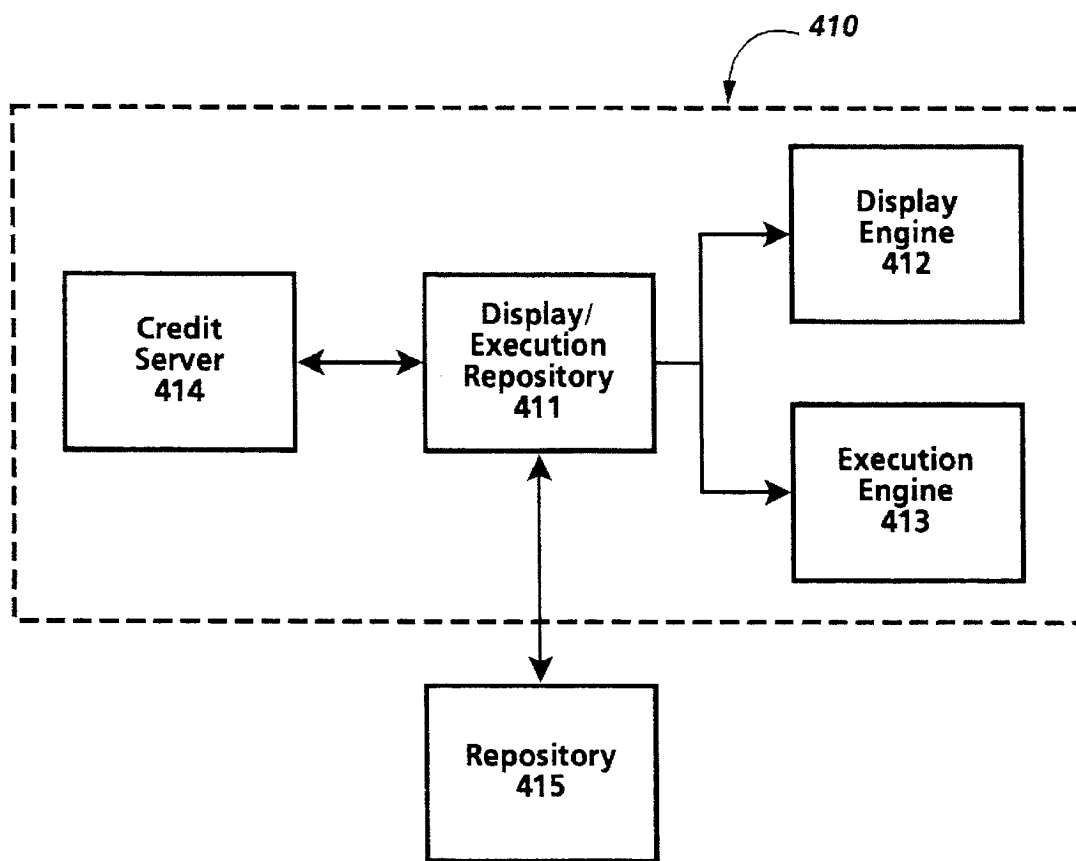 410
Display
Engine
412
Credit
Server
414
Display/
Execution
Repository
411
Execution
Engine
413
Repository
415